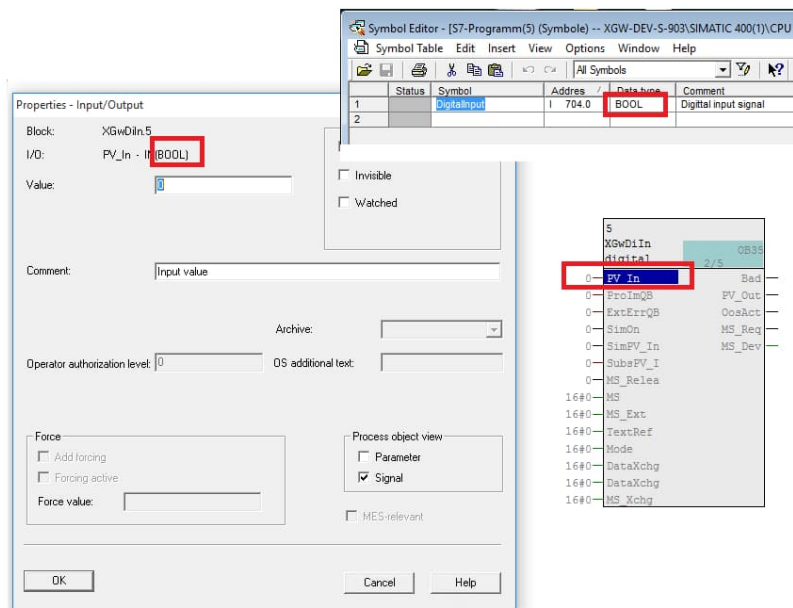 Symbol Editor - [S7-Programm(5) (Symbole) -- XGW-DEV-S-903\SIMATIC 400(1)\CPU
Symbol Table Edit Insert View Options Window Help
All Symbols
Status Symbol Addres / Data type Comment
1 DigitalInput I 704.0 BOOL Digittal input signal
2
Properties - Input/Output
Block: XGwDiIn.5
I/O: PV_In - IN(BOOL)
Value: 0
Invisible
Watched
Comment: Input value
Archive:
Operator authorization level: 0 OS additional text:
Force
Add forcing
Forcing active
Force value:
Process object view
Parameter
Signal
MES-relevant
OK Cancel Help
5
XGwDiIn OB35
digital 2/5
0 PV_In Bad
0 ProImQB PV_Out
0 ExtErrQB OosAct
0 SimOn MS_Req
0 SimPV_In MS_Dev
0 SubsPV_I
0 MS_Relea
16#0 MS
16#0 MS_Ext
16#0 TextRef
16#0 Mode
16#0 DataXchg
16#0 DataXchg
16#0 MS_Xchg